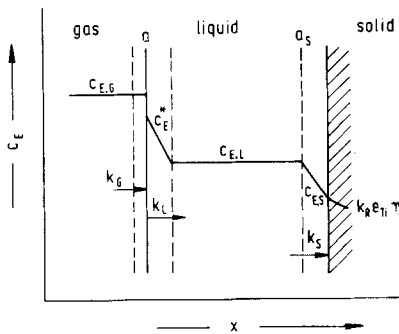 gas
a
liquid
a_S
solid
C_E,G
C_E*
C_E,L
C_E,S
k_G
k_L
k_S
k_R e_Ti η
C_E
x